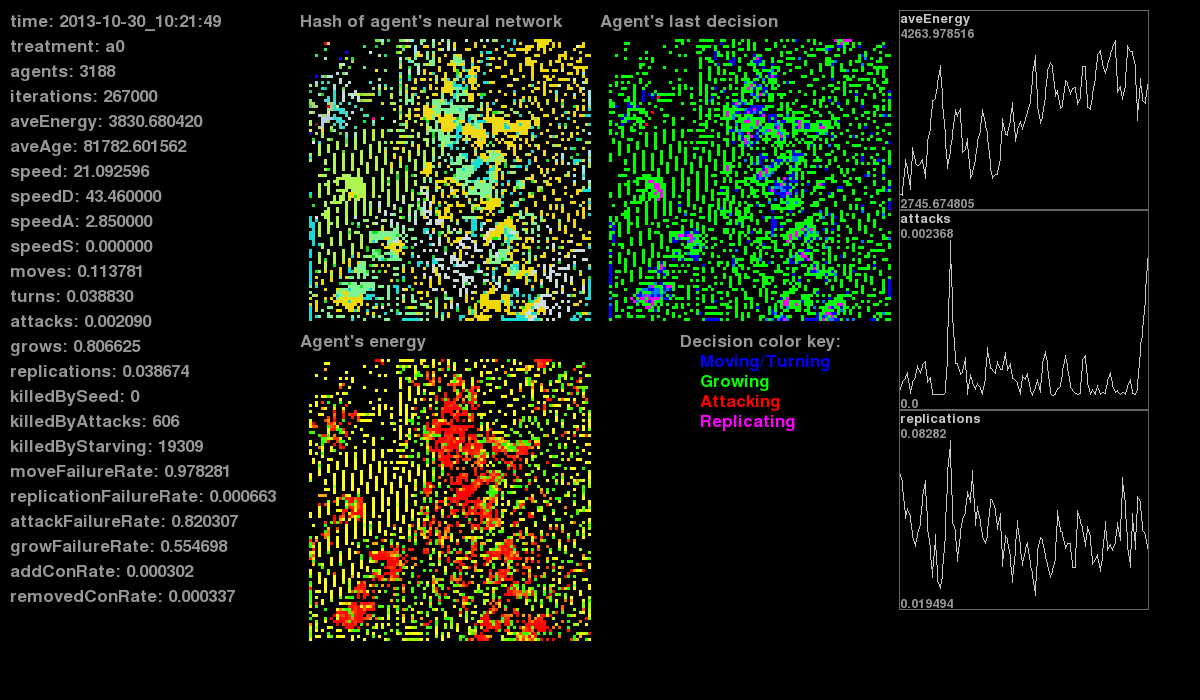 time: 2013-10-30_10:21:49
treatment: a0
agents: 3188
iterations: 267000
aveEnergy: 3830.680420
aveAge: 81782.601562
speed: 21.092596
speedD: 43.460000
speedA: 2.850000
speedS: 0.000000
moves: 0.113781
turns: 0.038830
attacks: 0.002090
grows: 0.806625
replications: 0.038674
killedBySeed: 0
killedByAttacks: 606
killedByStarving: 19309
moveFailureRate: 0.978281
replicationFailureRate: 0.000663
attackFailureRate: 0.820307
growFailureRate: 0.554698
addConRate: 0.000302
removedConRate: 0.000337
Hash of agent's neural network
Agent's last decision
Agent's energy
Decision color key:
Moving/Turning
Growing
Attacking
Replicating
aveEnergy
4263.978516
2745.674805
attacks
0.002368
0.0
replications
0.08282
0.019494